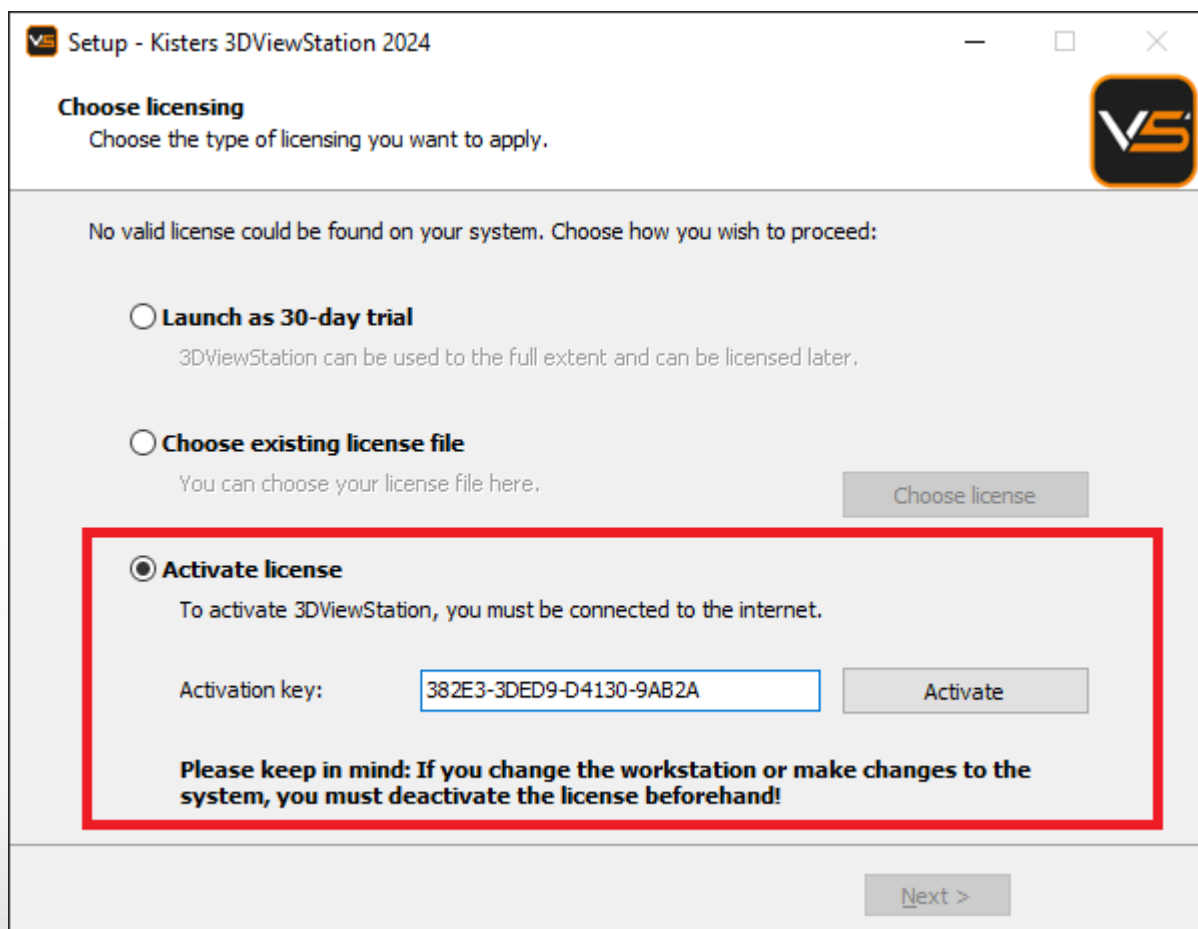 VS Setup - Kisters 3DViewStation 2024
Choose licensing
Choose the type of licensing you want to apply.
VS
No valid license could be found on your system. Choose how you wish to proceed:
Launch as 30-day trial
3DViewStation can be used to the full extent and can be licensed later.
Choose existing license file
You can choose your license file here.
Choose license
Activate license
To activate 3DViewStation, you must be connected to the internet.
Activation key: 382E3-3DED9-D4130-9AB2A Activate
Please keep in mind: If you change the workstation or make changes to the
system, you must deactivate the license beforehand!
Next >